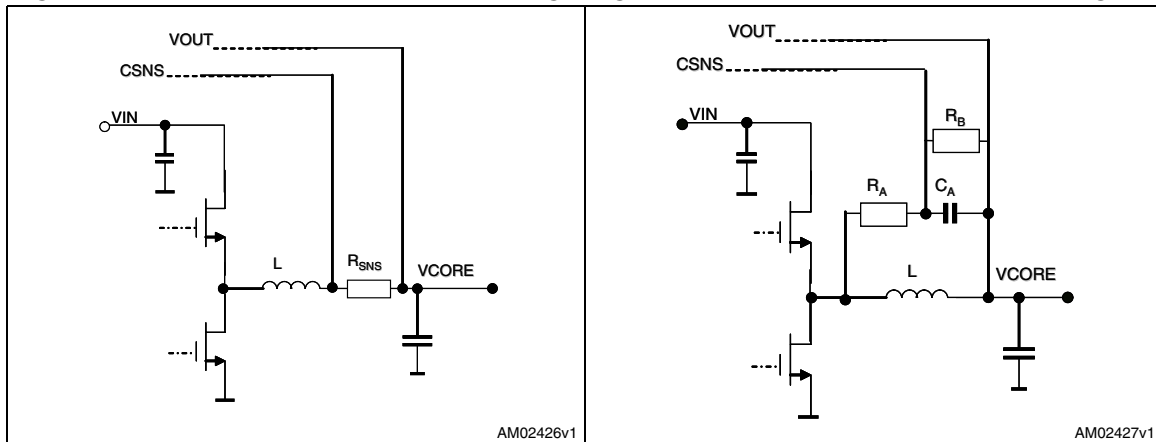 VOUT
CSNS
VIN
L
RSNS
VCORE
AM02426v1
VOUT
CSNS
VIN
RB
RA
CA
L
VCORE
AM02427v1